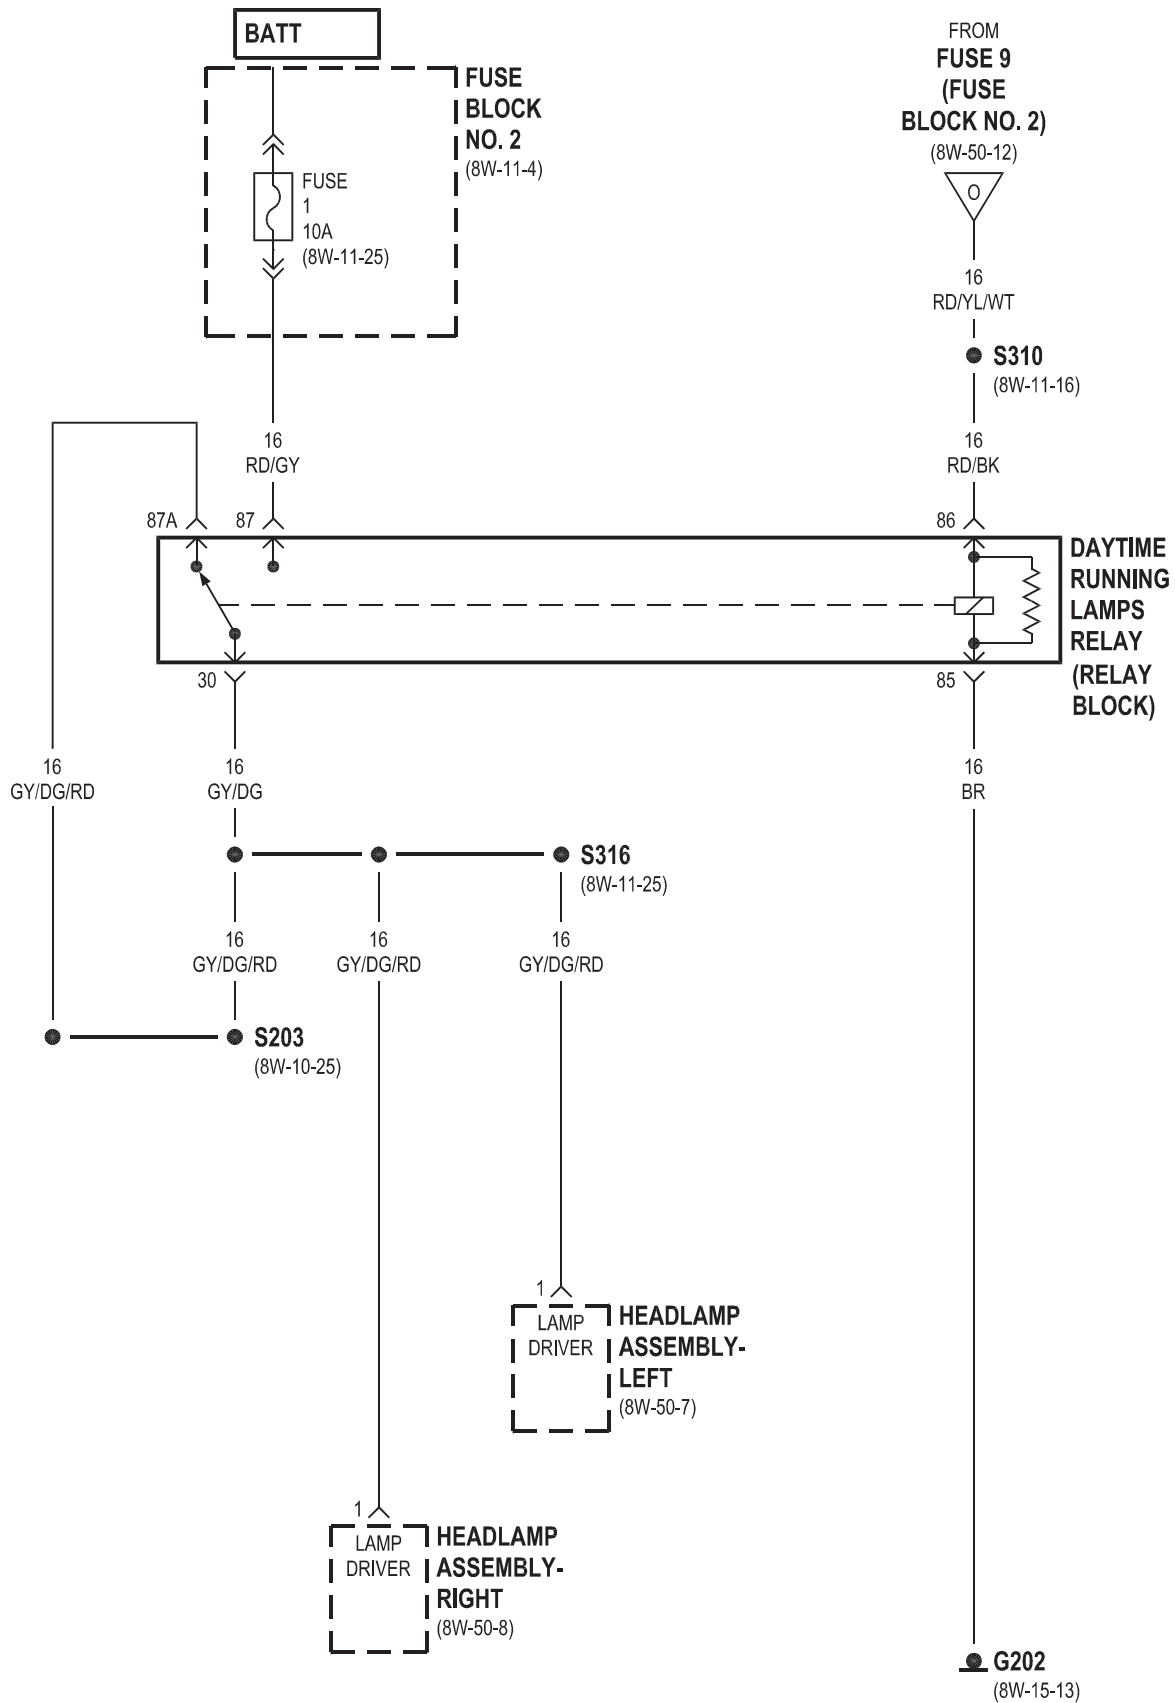 BATT
FUSE
BLOCK
NO. 2
(8W-11-4)
FUSE
1
10A
(8W-11-25)
FROM
FUSE 9
(FUSE
BLOCK NO. 2)
(8W-50-12)
O
16
RD/YL/WT
S310
(8W-11-16)
16
RD/GY
16
RD/BK
87A
87
86
DAYTIME
RUNNING
LAMPS
RELAY
(RELAY
BLOCK)
30
85
16
GY/DG/RD
16
GY/DG
16
BR
S316
(8W-11-25)
16
GY/DG/RD
16
GY/DG/RD
16
GY/DG/RD
S203
(8W-10-25)
1
LAMP
DRIVER
HEADLAMP
ASSEMBLY-
LEFT
(8W-50-7)
1
LAMP
DRIVER
HEADLAMP
ASSEMBLY-
RIGHT
(8W-50-8)
G202
(8W-15-13)